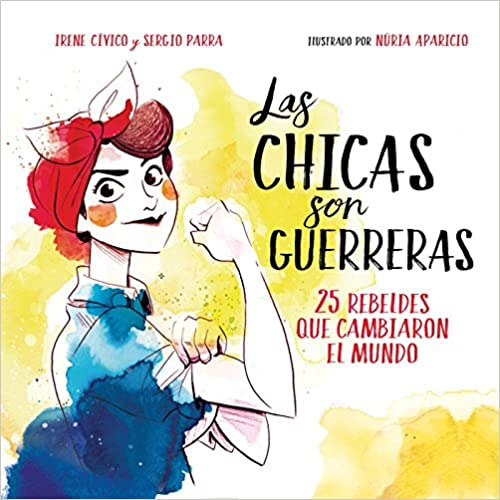 IRENE CÍVICO y SERGIO PARRA
ILUSTRADO POR NÚRIA APARICIO
Las
CHICAS
son
GUERRERAS
25 REBELDES
QUE CAMBIARON
EL MUNDO